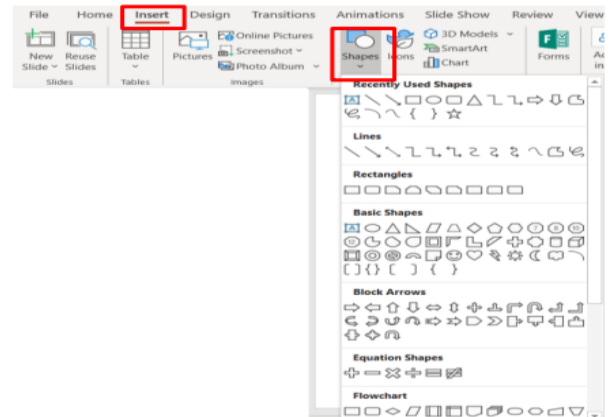 File Home Insert Design Transitions Animations Slide Show Review View
New Slide
Reuse Slides
Table
Pictures
Online Pictures
Screenshot
Photo Album
Shapes
Icons
3D Models
SmartArt
Chart
Forms
Slides Tables Images
Recently Used Shapes
Lines
Rectangles
Basic Shapes
Block Arrows
Equation Shapes
Flowchart